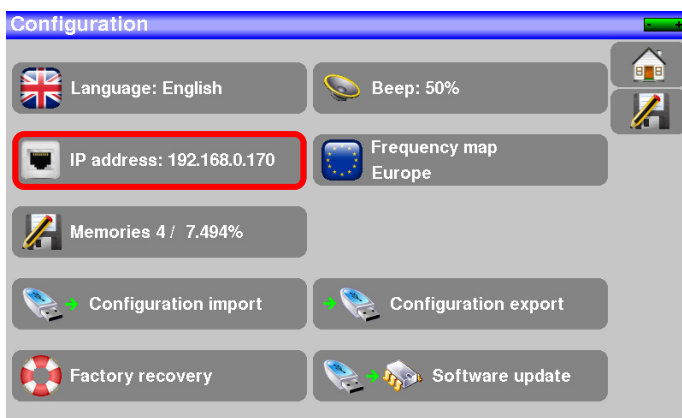 Configuration
- +
Language: English
Beep: 50%
IP address: 192.168.0.170
Frequency map
Europe
Memories 4 / 7.494%
Configuration import
Configuration export
Factory recovery
Software update